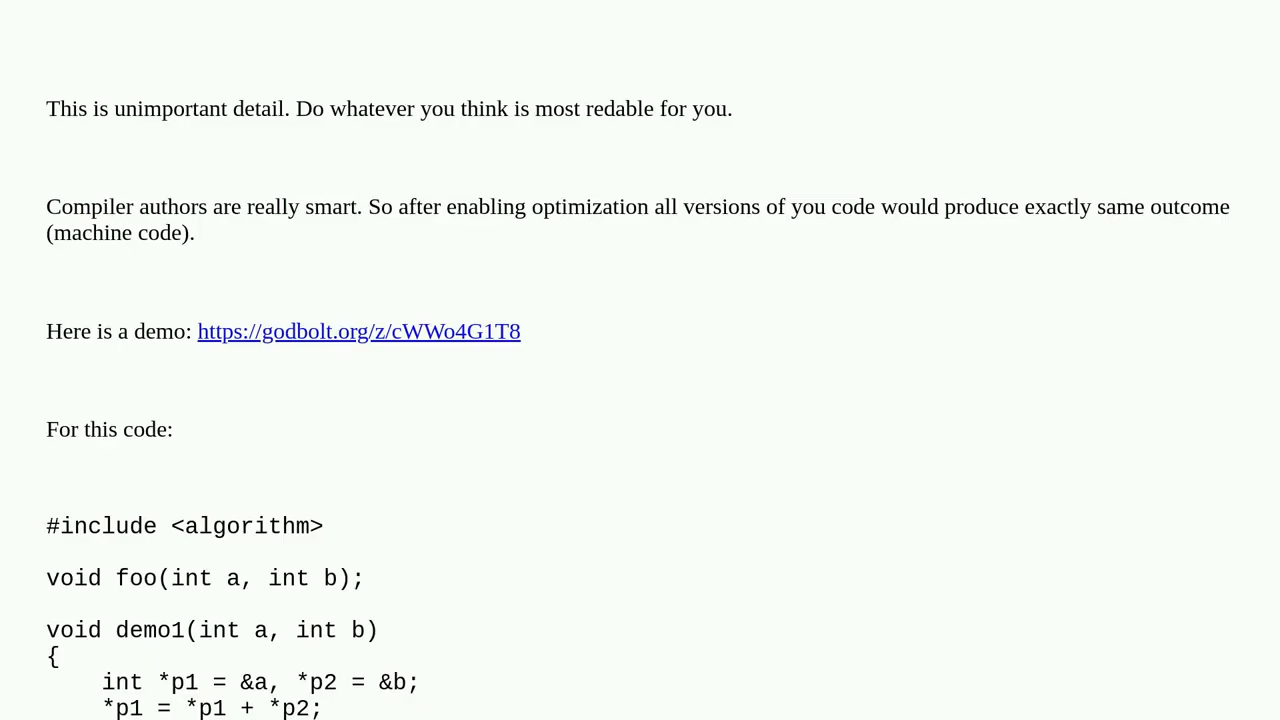 This is unimportant detail. Do whatever you think is most redable for you.
Compiler authors are really smart. So after enabling optimization all versions of you code would produce exactly same outcome
(machine code).
Here is a demo: https://godbolt.org/z/cWWo4G1T8
For this code:
#include <algorithm>
void foo(int a, int b);
void demo1(int a, int b)
{
    int *p1 = &a, *p2 = &b;
    *p1 = *p1 + *p2;